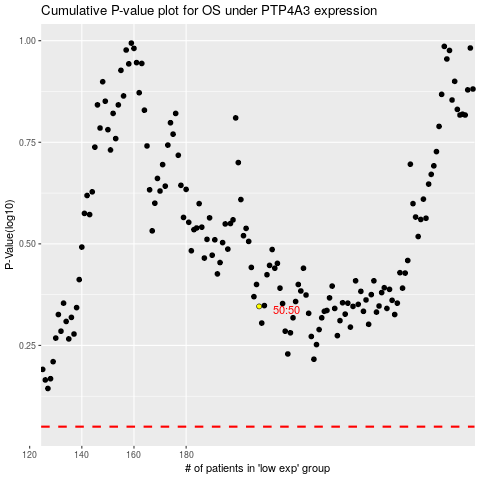 Cumulative P-value plot for OS under PTP4A3 expression
P-Value(log10)
1.00
0.75
0.50
0.25
50:50
120 140 160 180
# of patients in 'low exp' group